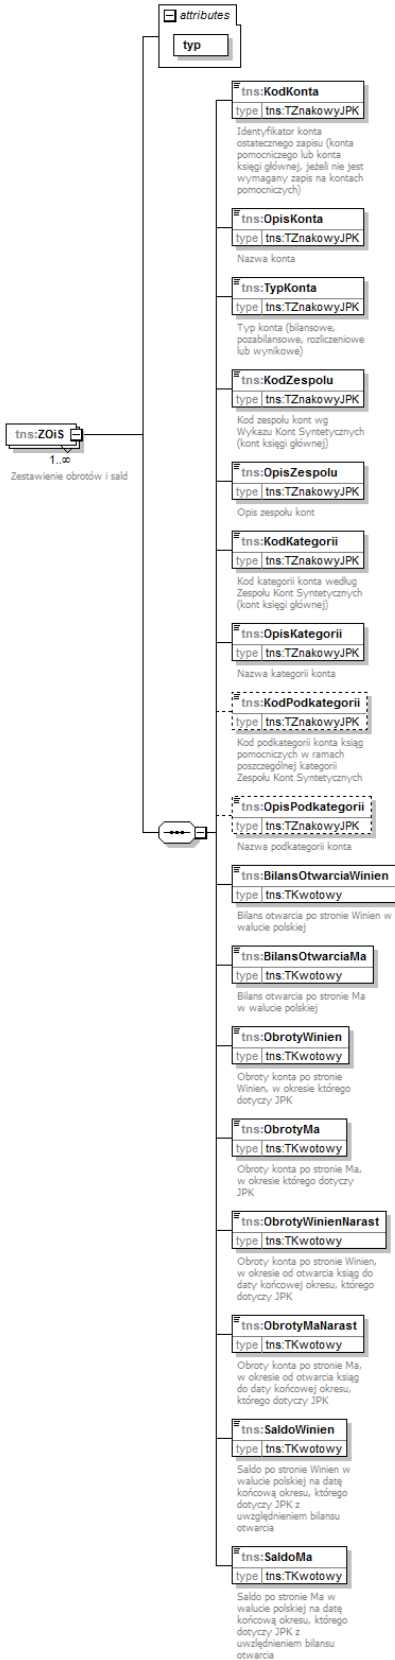 attributes
typ
tns:KodKonta
type tns:TZnakowyJPK
Identyfikator konta
ostatecznego zapisu (konta
pomocniczego lub konta
księgi głównej, jeżeli nie jest
wymagany zapis na kontach
pomocniczych)
tns:OpisKonta
type tns:TZnakowyJPK
Nazwa konta
tns:TypKonta
type tns:TZnakowyJPK
Typ konta (bilansowe,
pozabilansowe, rozliczeniowe
lub wynikowe)
tns:KodZespolu
type tns:TZnakowyJPK
Kod zespołu kont wg
Wykazu Kont Syntetycznych
(kont księgi głównej)
tns:ZOiS
1..∞
Zestawienie obrotów i sald
tns:OpisZespolu
type tns:TZnakowyJPK
Opis zespołu kont
tns:KodKategorii
type tns:TZnakowyJPK
Kod kategorii konta według
Zespołu Kont Syntetycznych
(kont księgi głównej)
tns:OpisKategorii
type tns:TZnakowyJPK
Nazwa kategorii konta
tns:KodPodkategorii
type tns:TZnakowyJPK
Kod podkategorii konta ksiąg
pomocniczych w ramach
poszczególnej kategorii
Zespołu Kont Syntetycznych
tns:OpisPodkategorii
type tns:TZnakowyJPK
Nazwa podkategorii konta
tns:BilansOtwarciaWinien
type tns:TKwotowy
Bilans otwarcia po stronie Winien w
walucie polskiej
tns:BilansOtwarciaMa
type tns:TKwotowy
Bilans otwarcia po stronie Ma
w walucie polskiej
tns:ObrotyWinien
type tns:TKwotowy
Obroty konta po stronie
Winien, w okresie którego
dotyczy JPK
tns:ObrotyMa
type tns:TKwotowy
Obroty konta po stronie Ma,
w okresie którego dotyczy
JPK
tns:ObrotyWinienNarast
type tns:TKwotowy
Obroty konta po stronie Winien,
w okresie od otwarcia ksiąg do
daty końcowej okresu, którego
dotyczy JPK
tns:ObrotyMaNarast
type tns:TKwotowy
Obroty konta po stronie Ma,
w okresie od otwarcia ksiąg
do daty końcowej okresu,
którego dotyczy JPK
tns:SaldoWinien
type tns:TKwotowy
Saldo po stronie Winien w
walucie polskiej na datę
końcową okresu, którego
dotyczy JPK z
uwzględnieniem bilansu
otwarcia
tns:SaldoMa
type tns:TKwotowy
Saldo po stronie Ma w
walucie polskiej na datę
końcową okresu, którego
dotyczy JPK z
uwzlędnieniem bilansu
otwarcia